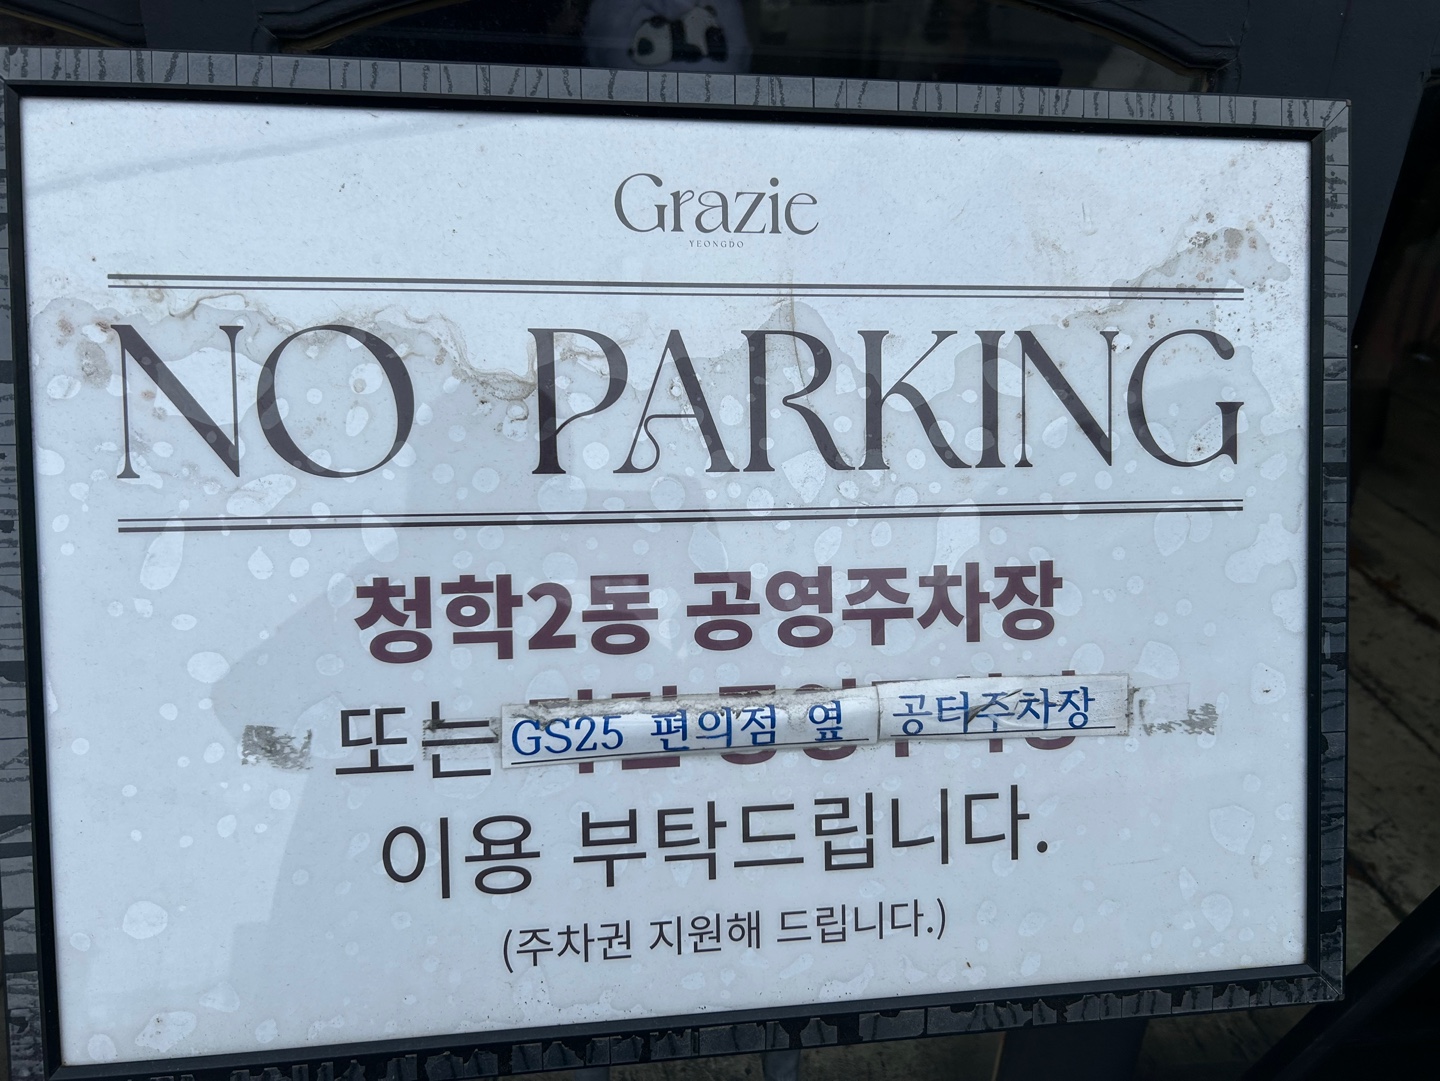 Grazie
YEONGDO
NO PARKING
청학2동 공영주차장
또는 GS25 편의점 옆 공터주차장
이용 부탁드립니다.
(주차권 지원해 드립니다.)